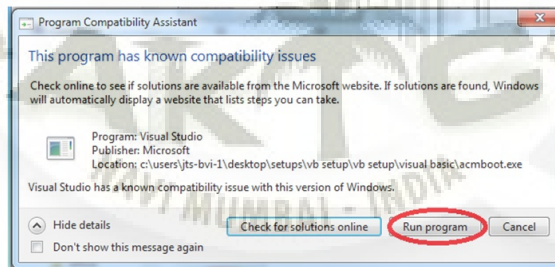 Program Compatibility Assistant
This program has known compatibility issues
Check online to see if solutions are available from the Microsoft website. If solutions are found, Windows
will automatically display a website that lists steps you can take.
Program: Visual Studio
Publisher: Microsoft
Location: c:\users\jts-bvi-1\desktop\setups\vb setup\vb setup\visual basic\acmboot.exe
Visual Studio has a known compatibility issue with this version of Windows.
Hide details
Check for solutions online
Run program
Cancel
Don't show this message again
NAVI MUMBAI - INDIA